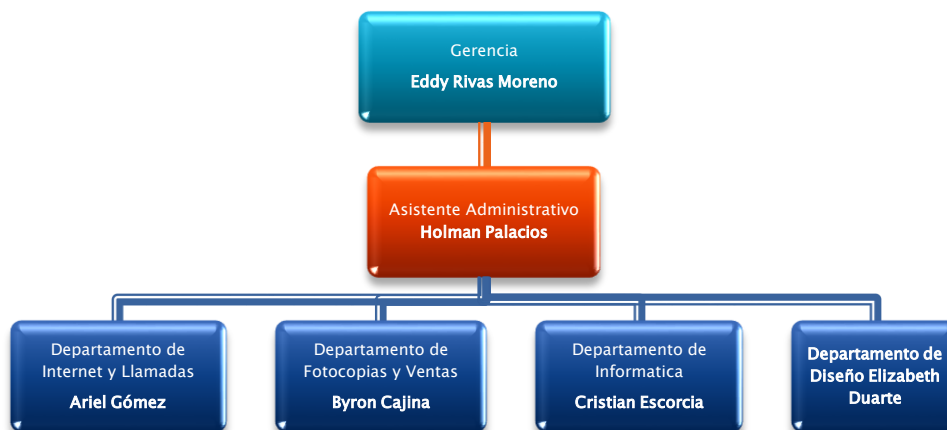 Gerencia
Eddy Rivas Moreno
Asistente Administrativo
Holman Palacios
Departamento de
Internet y Llamadas
Ariel Gómez
Departamento de
Fotocopias y Ventas
Byron Cajina
Departamento de
Informatica
Cristian Escorcia
Departamento de
Diseño Elizabeth
Duarte